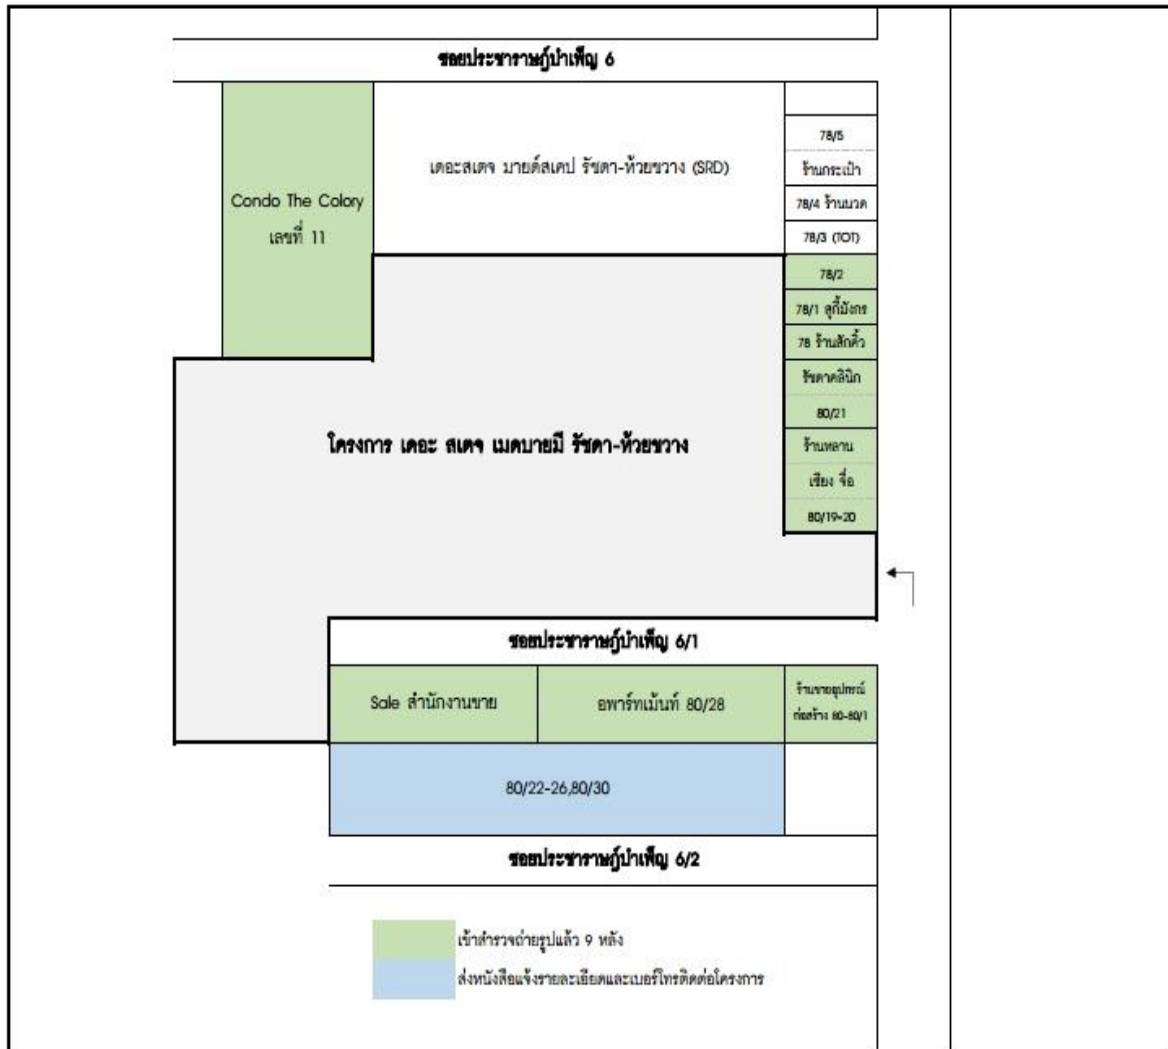 ซอยประชาราษฎร์บำเพ็ญ 6
Condo The Colory
เลขที่ 11
เดอะสเตจ มายด์สเคป รัชดา-ห้วยขวาง (SRD)
78/5
ร้านกระเป๋า
78/4 ร้านนวด
78/3 (TOT)
78/2
78/1 สุกี้มังกร
78 ร้านสักคิ้ว
รัชดาคลินิก
80/21
ร้านหลาน
เซียง จื่อ
80/19-20
โครงการ เดอะ สเตจ เมดบายมี รัชดา-ห้วยขวาง
ซอยประชาราษฎร์บำเพ็ญ 6/1
Sale สำนักงานขาย
อพาร์ทเม้นท์ 80/28
ร้านขายอุปกรณ์
ก่อสร้าง 80-80/1
80/22-26,80/30
ซอยประชาราษฎร์บำเพ็ญ 6/2
เข้าสำรวจถ่ายรูปแล้ว 9 หลัง
ส่งหนังสือแจ้งรายละเอียดและเบอร์โทรติดต่อโครงการ